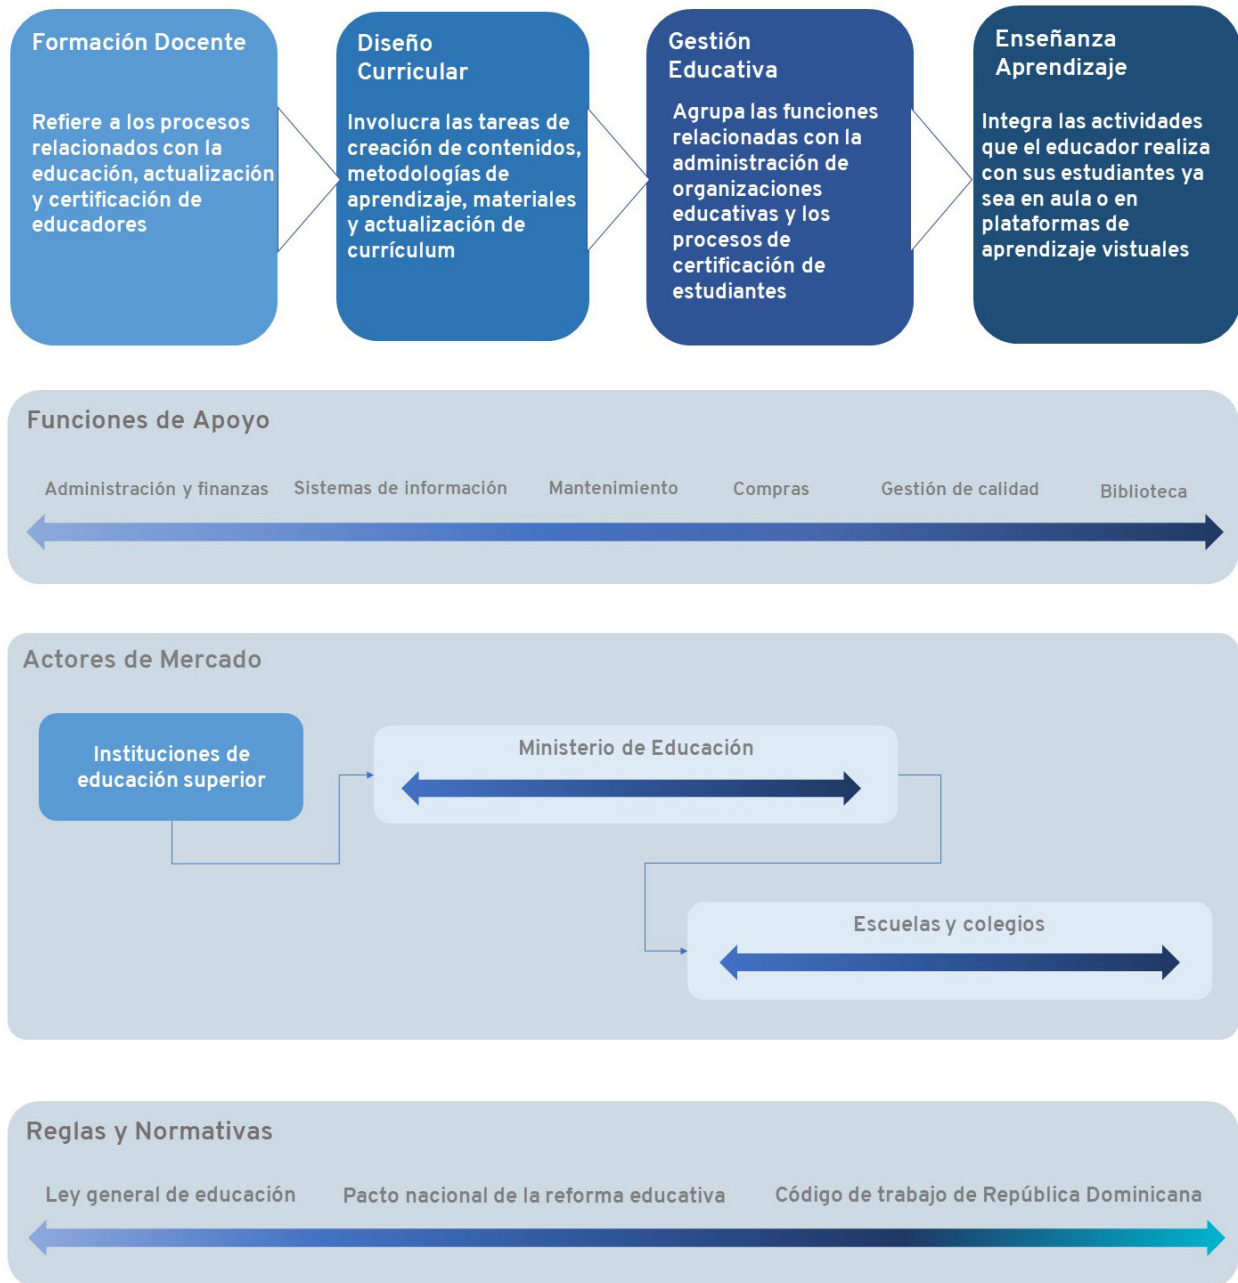 Formación Docente
Refiere a los procesos
relacionados con la
educación, actualización
y certificación de
educadores
Diseño
Curricular
Involucra las tareas de
creación de contenidos,
metodologías de
aprendizaje, materiales
y actualización de
currículum
Gestión
Educativa
Agrupa las funciones
relacionadas con la
administración de
organizaciones
educativas y los
procesos de
certificación de
estudiantes
Enseñanza
Aprendizaje
Integra las actividades
que el educador realiza
con sus estudiantes ya
sea en aula o en
plataformas de
aprendizaje vistuales
Funciones de Apoyo
Administración y finanzas
Sistemas de información
Mantenimiento
Compras
Gestión de calidad
Biblioteca
Actores de Mercado
Instituciones de
educación superior
Ministerio de Educación
Escuelas y colegios
Reglas y Normativas
Ley general de educación
Pacto nacional de la reforma educativa
Código de trabajo de República Dominicana